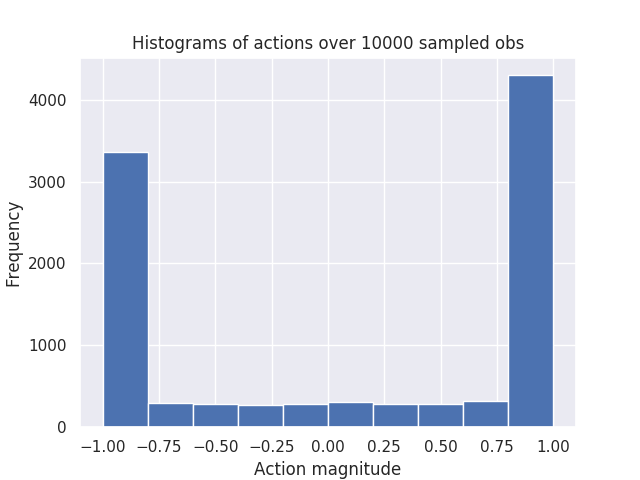 Histograms of actions over 10000 sampled obs
Frequency
4000
3000
2000
1000
0
−1.00 −0.75 −0.50 −0.25 0.00 0.25 0.50 0.75 1.00
Action magnitude